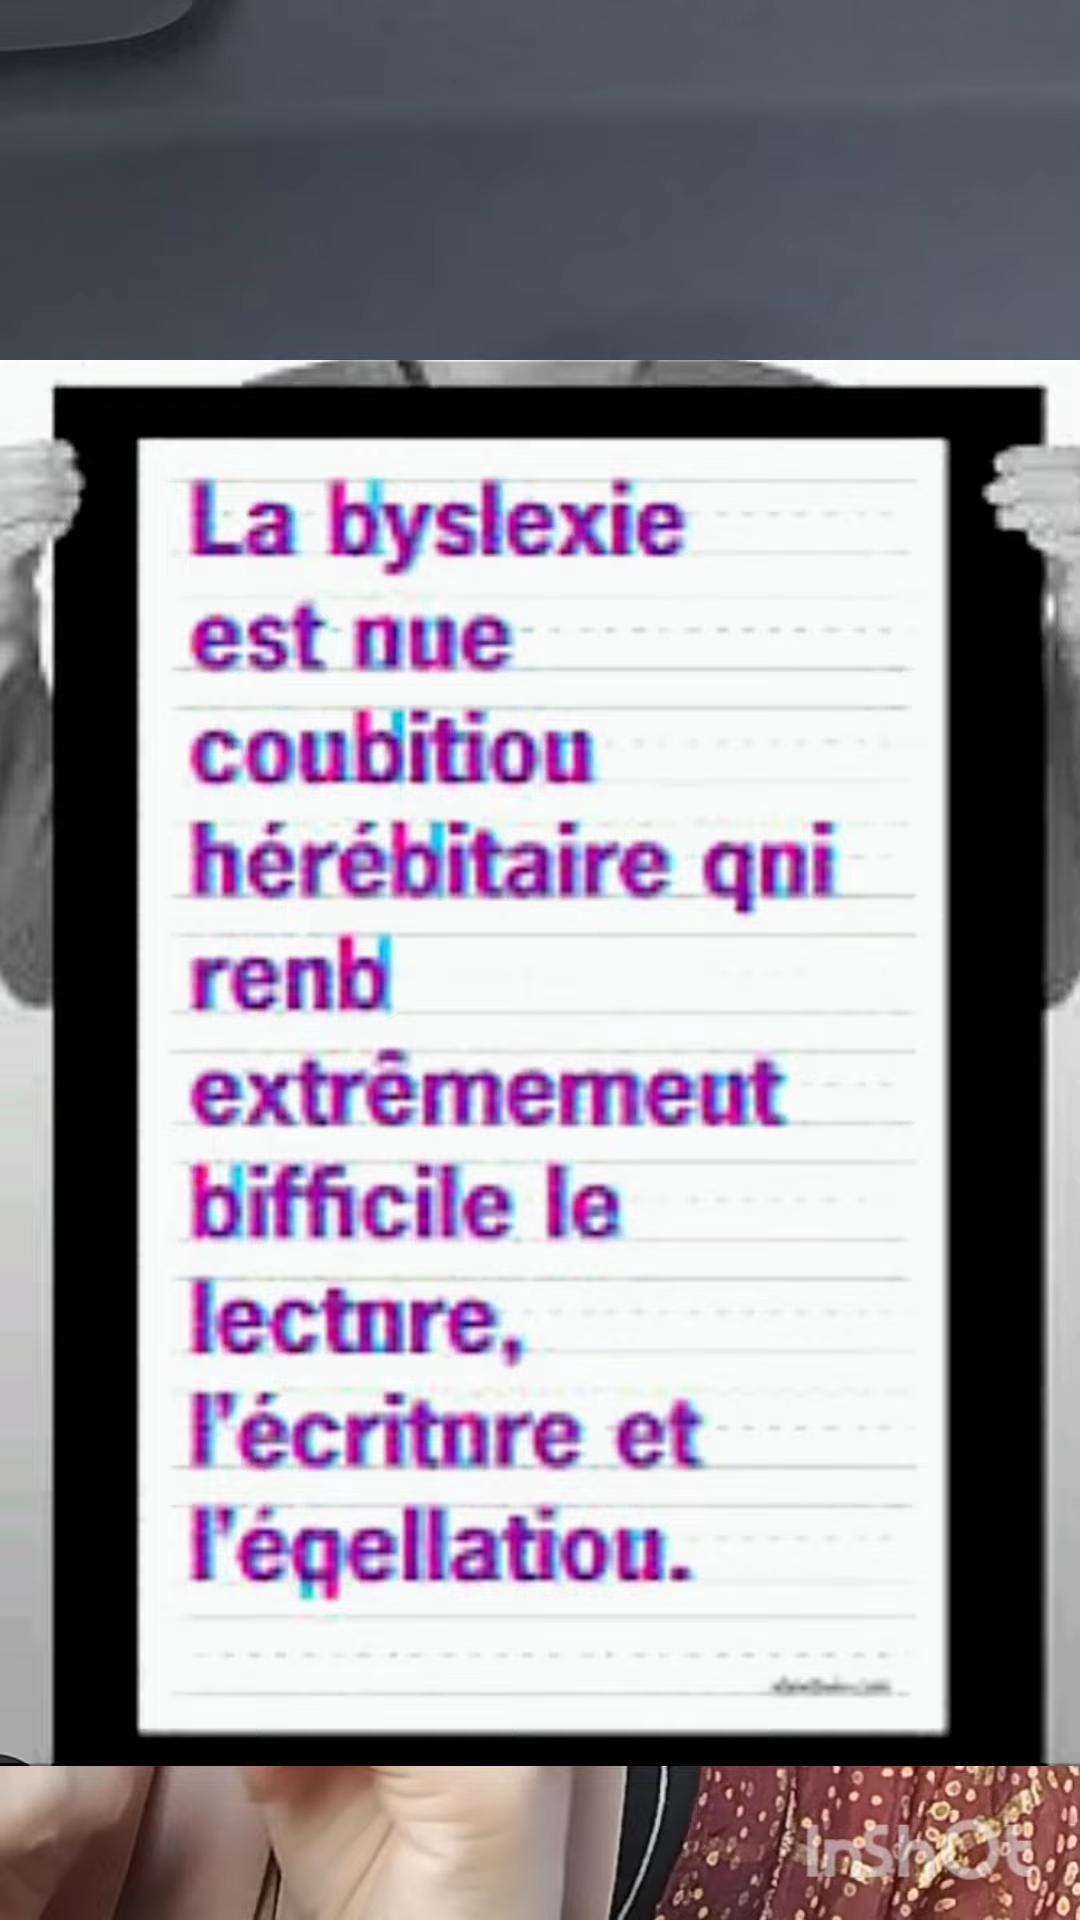 La byslexie
est nue
coubitiou
hérébitaire qni
renb
extrêmemeut
bifficile le
lectnre,
l'écritnre et
l'éqellatiou.
InShOt